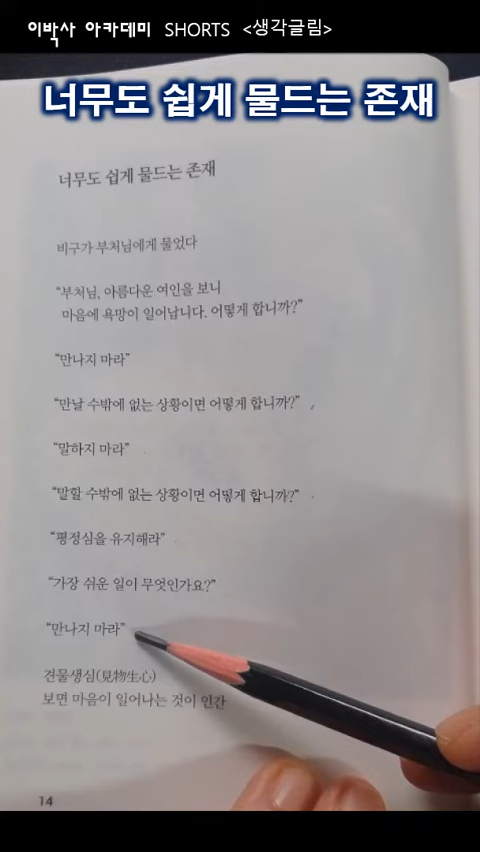 이박사 아카데미 SHORTS <생각글림>
너무도 쉽게 물드는 존재
너무도 쉽게 물드는 존재
비구가 부처님에게 물었다
“부처님, 아름다운 여인을 보니
마음에 욕망이 일어납니다. 어떻게 합니까?”
“만나지 마라”
“만날 수밖에 없는 상황이면 어떻게 합니까?”
“말하지 마라”
“말할 수밖에 없는 상황이면 어떻게 합니까?”
“평정심을 유지해라”
“가장 쉬운 일이 무엇인가요?”
“만나지 마라”
견물생심(見物生心)
보면 마음이 일어나는 것이 인간
14